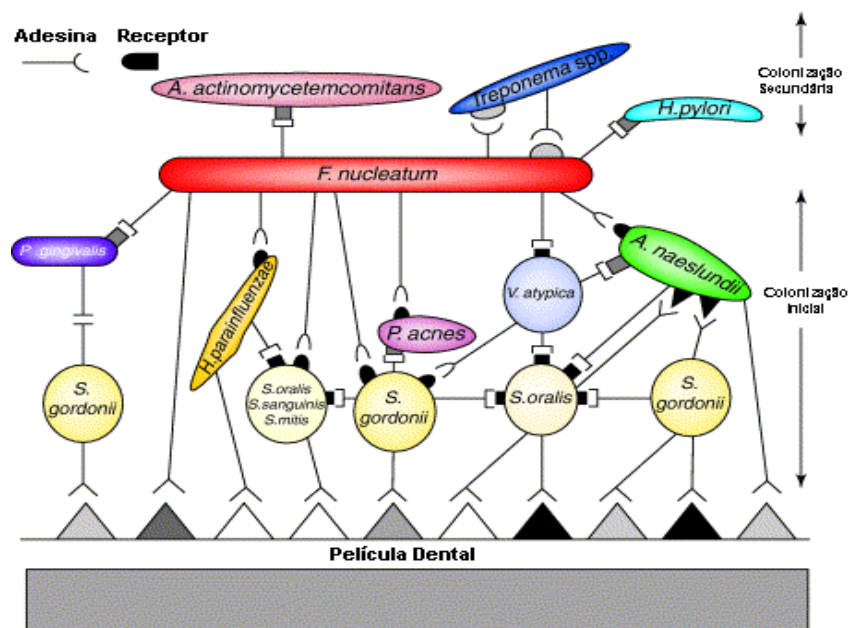 Adesina Receptor
Colonização
Secundária
A. actinomycetemcomitans
Treponema spp.
H.pylori
F. nucleatum
P .gingivalis
A. naeslundii
V. atypica
Colonização
Inicial
H.parainfluenzae
P. acnes
S.
gordonii
S.oralis
S.sanguinis
S.mitis
S.
gordonii
S.oralis
S.
gordonii
Película Dental